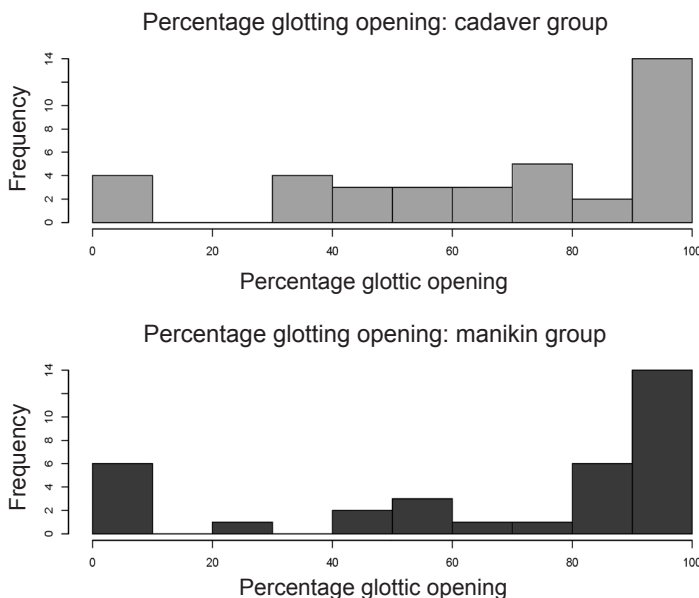 Percentage glotting opening: cadaver group
Frequency
14
10
8
6
4
2
0
0 20 40 60 80 100
Percentage glottic opening
Percentage glotting opening: manikin group
Frequency
14
10
8
6
4
2
0
0 20 40 60 80 100
Percentage glottic opening